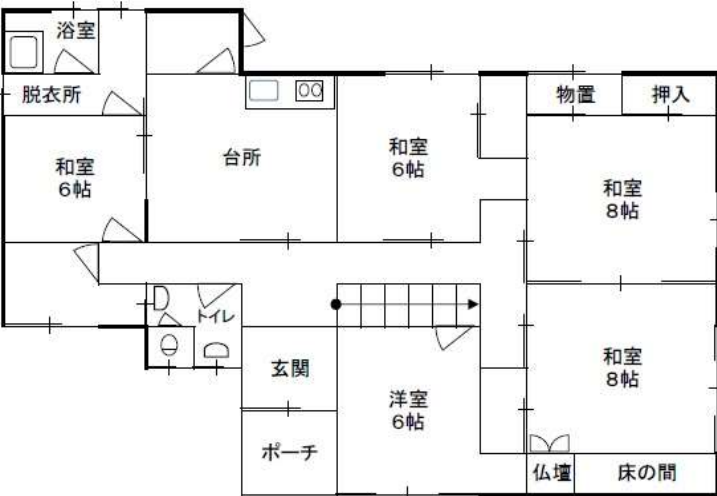 浴室
脱衣所
物置
押入
和室
6帖
台所
和室
6帖
和室
8帖
トイレ
玄関
ポーチ
洋室
6帖
和室
8帖
仏壇
床の間